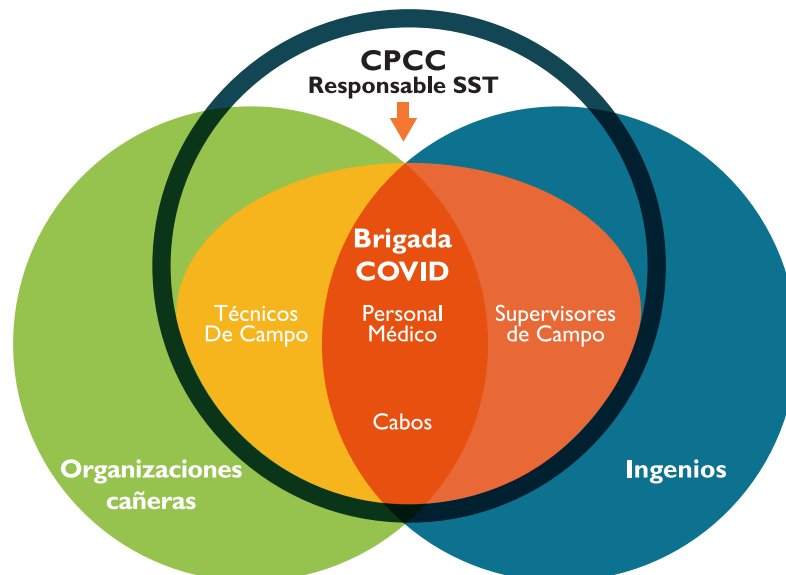 CPCC
Responsable SST
Brigada
COVID
Técnicos
De Campo
Personal
Médico
Supervisores
de Campo
Cabos
Organizaciones
cañeras
Ingenios